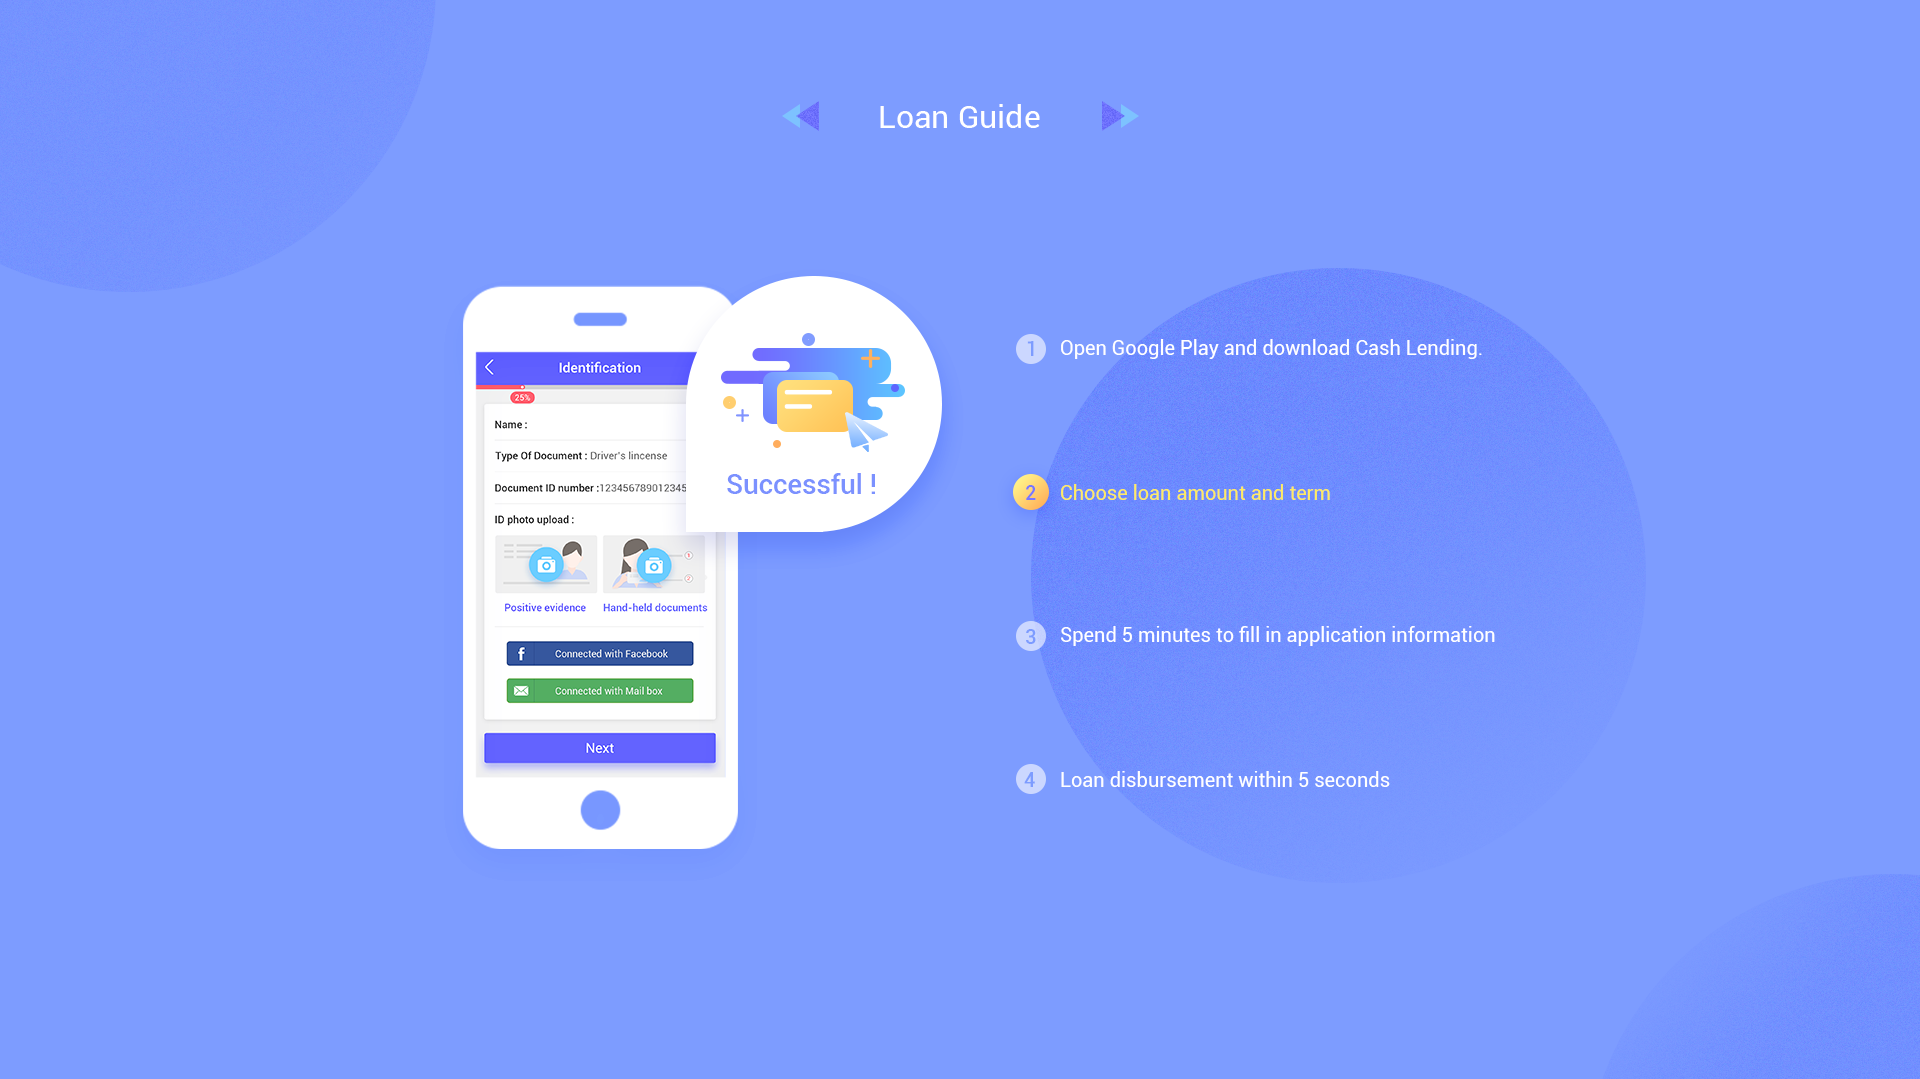 Loan Guide
Identification
25%
Name :
Type Of Document : Driver's lincense
Document ID number :123456789012345
ID photo upload :
Positive evidence
Hand-held documents
Connected with Facebook
Connected with Mail box
Next
Successful !
1 Open Google Play and download Cash Lending.
2 Choose loan amount and term
3 Spend 5 minutes to fill in application information
4 Loan disbursement within 5 seconds